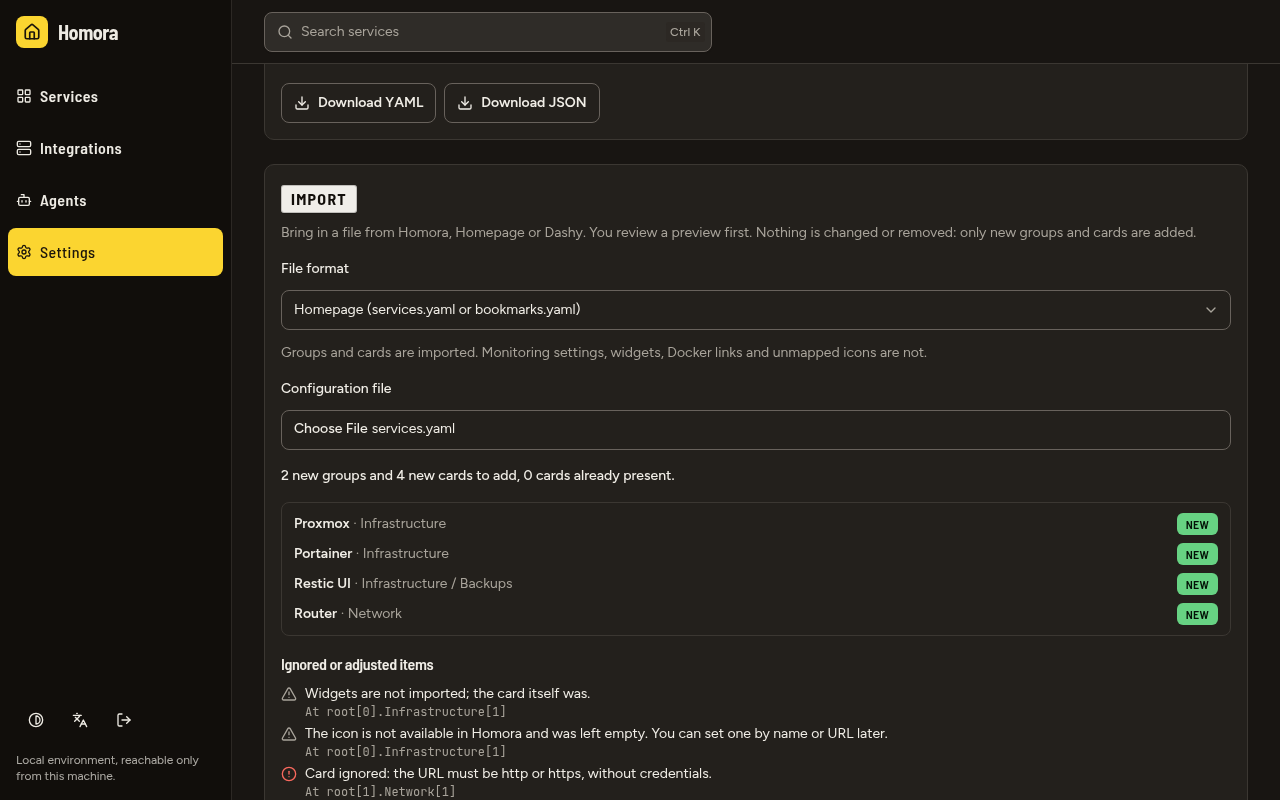 Homora
Search services
Ctrl K
Services
Integrations
Agents
Settings
Download YAML
Download JSON
IMPORT
Bring in a file from Homora, Homepage or Dashy. You review a preview first. Nothing is changed or removed: only new groups and cards are added.
File format
Homepage (services.yaml or bookmarks.yaml)
Groups and cards are imported. Monitoring settings, widgets, Docker links and unmapped icons are not.
Configuration file
Choose File services.yaml
2 new groups and 4 new cards to add, 0 cards already present.
Proxmox · Infrastructure NEW
Portainer · Infrastructure NEW
Restic UI · Infrastructure / Backups NEW
Router · Network NEW
Ignored or adjusted items
Widgets are not imported; the card itself was.
At root[0].Infrastructure[1]
The icon is not available in Homora and was left empty. You can set one by name or URL later.
At root[0].Infrastructure[1]
Card ignored: the URL must be http or https, without credentials.
At root[1].Network[1]
Local environment, reachable only
from this machine.